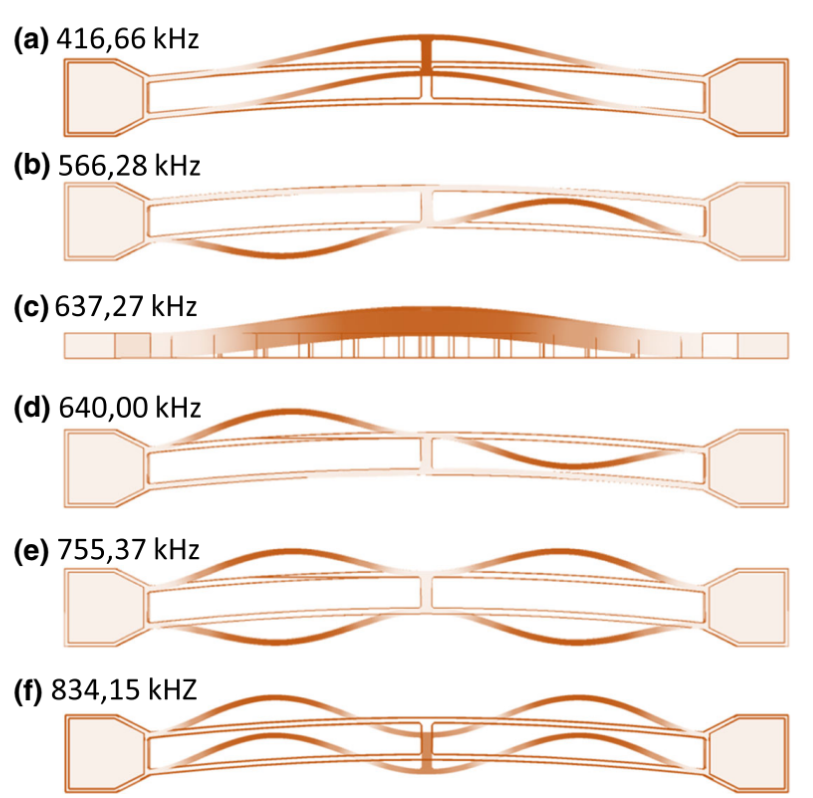 (a) 416,66 kHz
(b) 566,28 kHz
(c) 637,27 kHz
(d) 640,00 kHz
(e) 755,37 kHz
(f) 834,15 kHZ